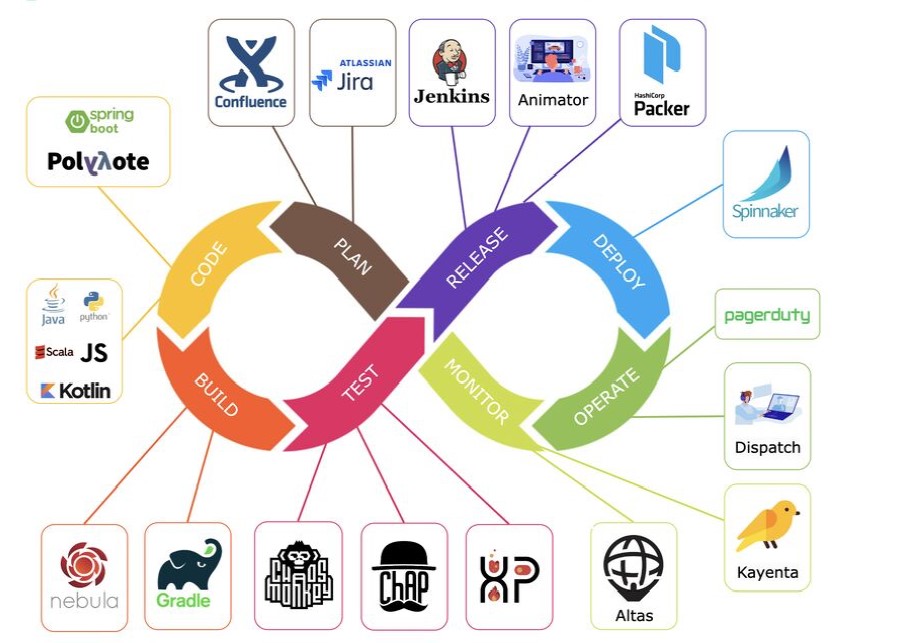 Confluence
ATLASSIAN
Jira
Jenkins
Animator
HashiCorp
Packer
spring
boot
Polyλote
Spinnaker
CODE
PLAN
RELEASE
DEPLOY
Java
python
Scala
JS
Kotlin
pagerduty
BUILD
TEST
MONITOR
OPERATE
Dispatch
Kayenta
nebula
Gradle
CHAOS
MONKEY
ChAP
XP
Altas